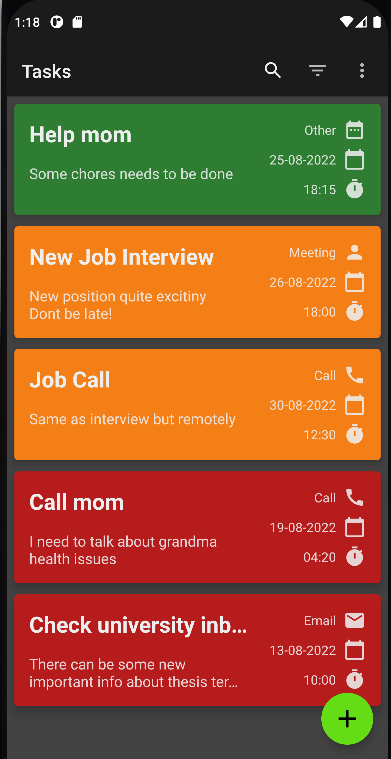 1:18
Tasks
Help mom
Other
Some chores needs to be done
25-08-2022
18:15
New Job Interview
Meeting
New position quite excitiny
Dont be late!
26-08-2022
18:00
Job Call
Call
Same as interview but remotely
30-08-2022
12:30
Call mom
Call
I need to talk about grandma
health issues
19-08-2022
04:20
Check university inb...
Email
There can be some new
important info about thesis ter...
13-08-2022
10:00